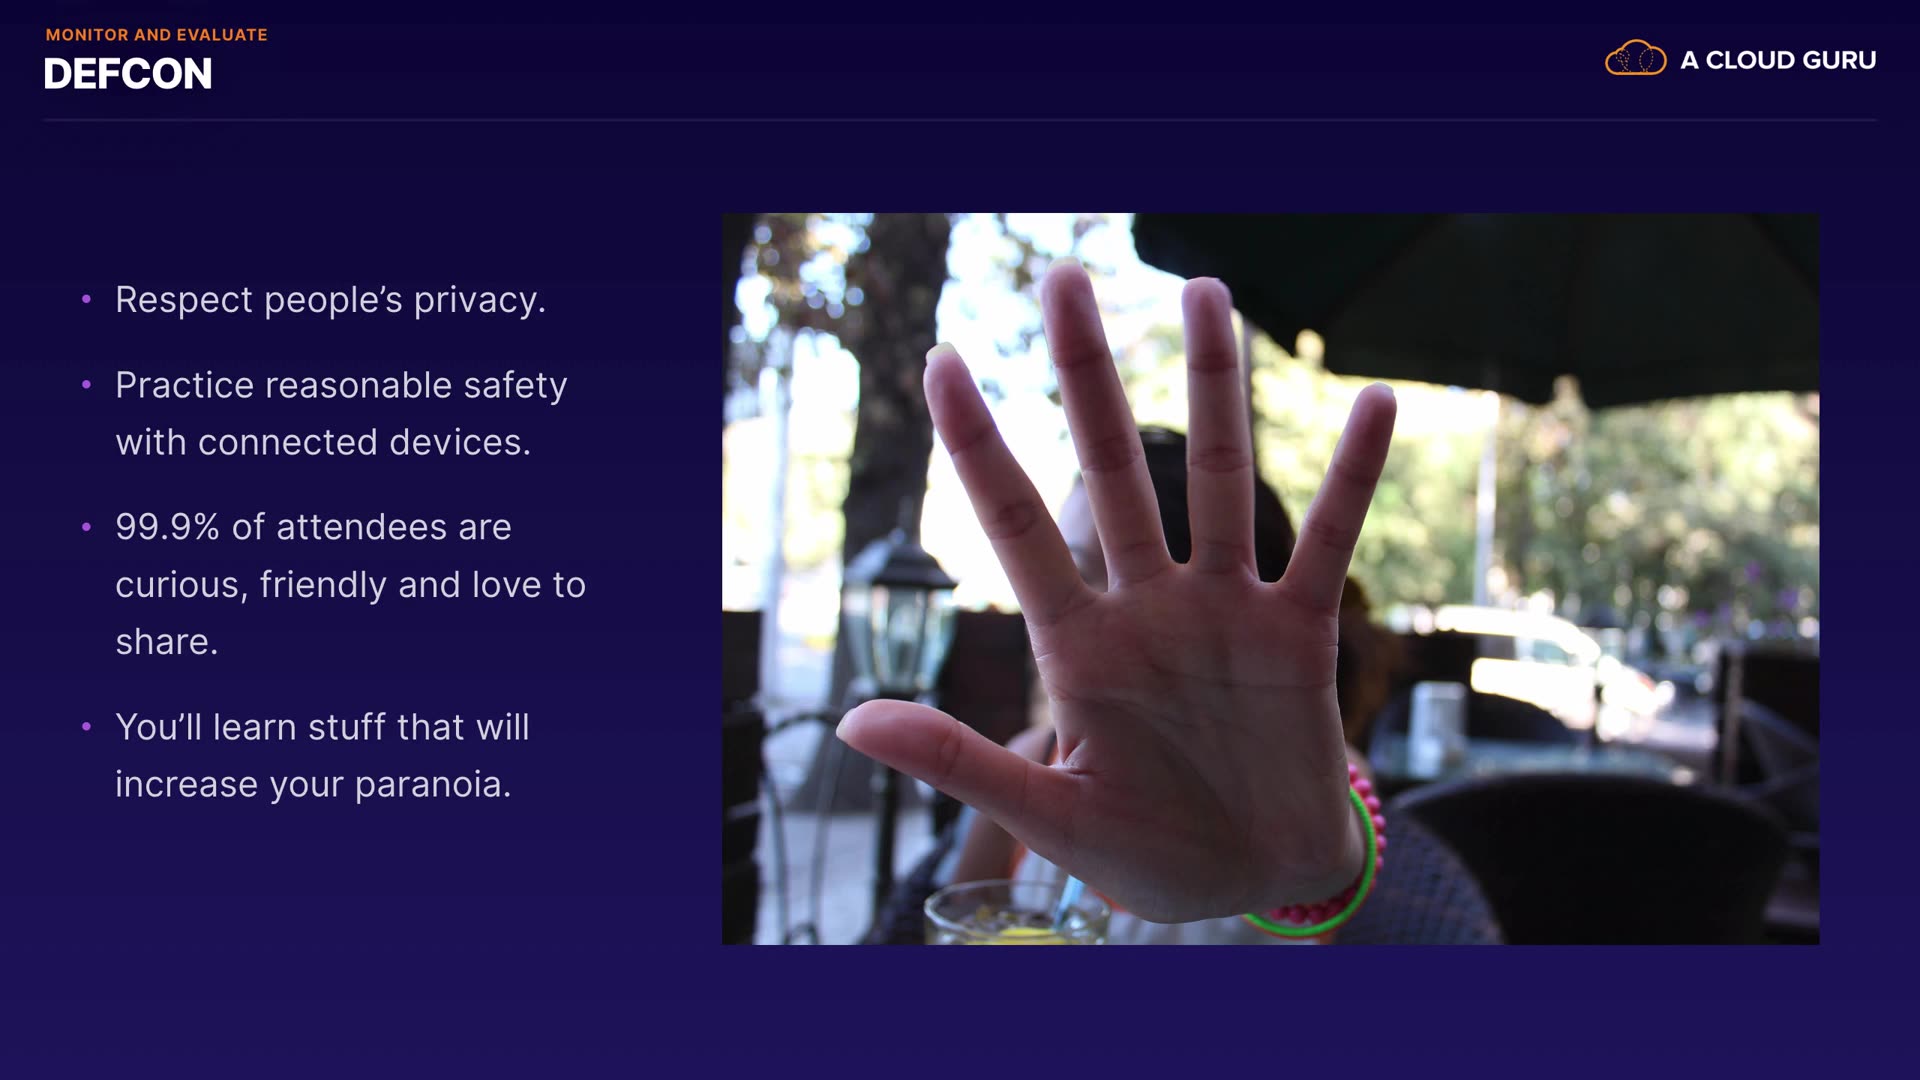 MONITOR AND EVALUATE
DEFCON
A CLOUD GURU
• Respect people’s privacy.
• Practice reasonable safety
with connected devices.
• 99.9% of attendees are
curious, friendly and love to
share.
• You’ll learn stuff that will
increase your paranoia.